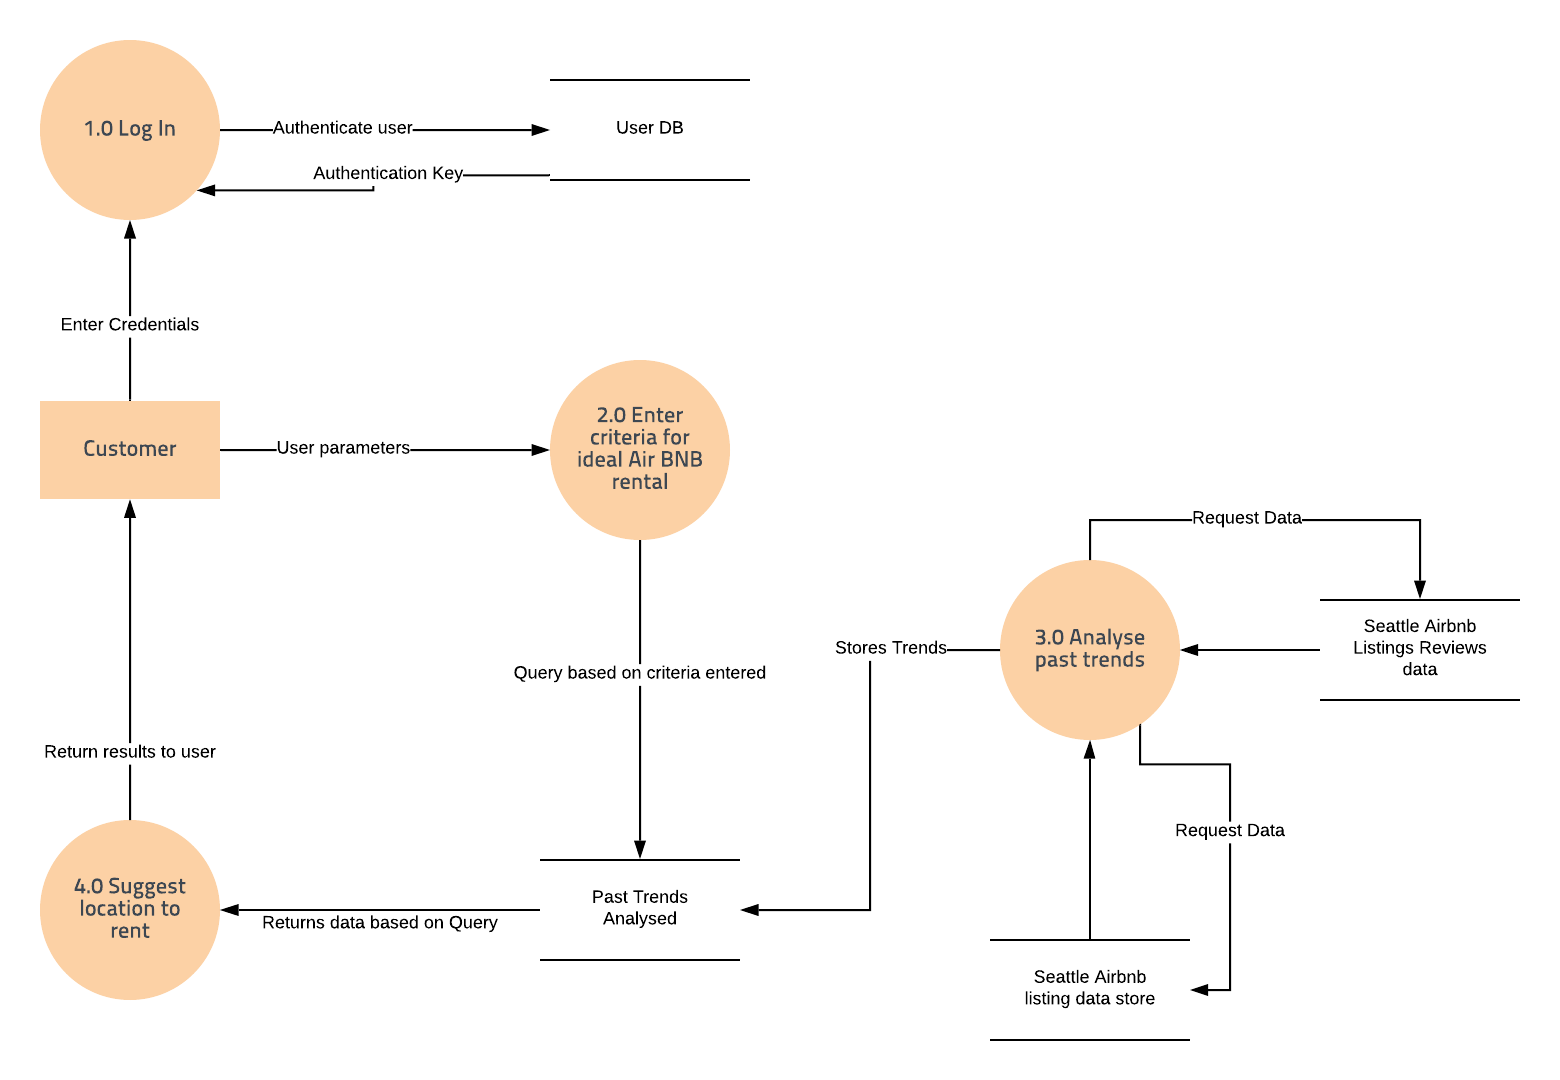 1.0 Log In
Authenticate user
User DB
Authentication Key
Enter Credentials
Customer
User parameters
2.0 Enter
criteria for
ideal Air BNB
rental
Request Data
Seattle Airbnb
Listings Reviews
data
3.0 Analyse
past trends
Stores Trends
Query based on criteria entered
Return results to user
Request Data
4.0 Suggest
location to
rent
Returns data based on Query
Past Trends
Analysed
Seattle Airbnb
listing data store